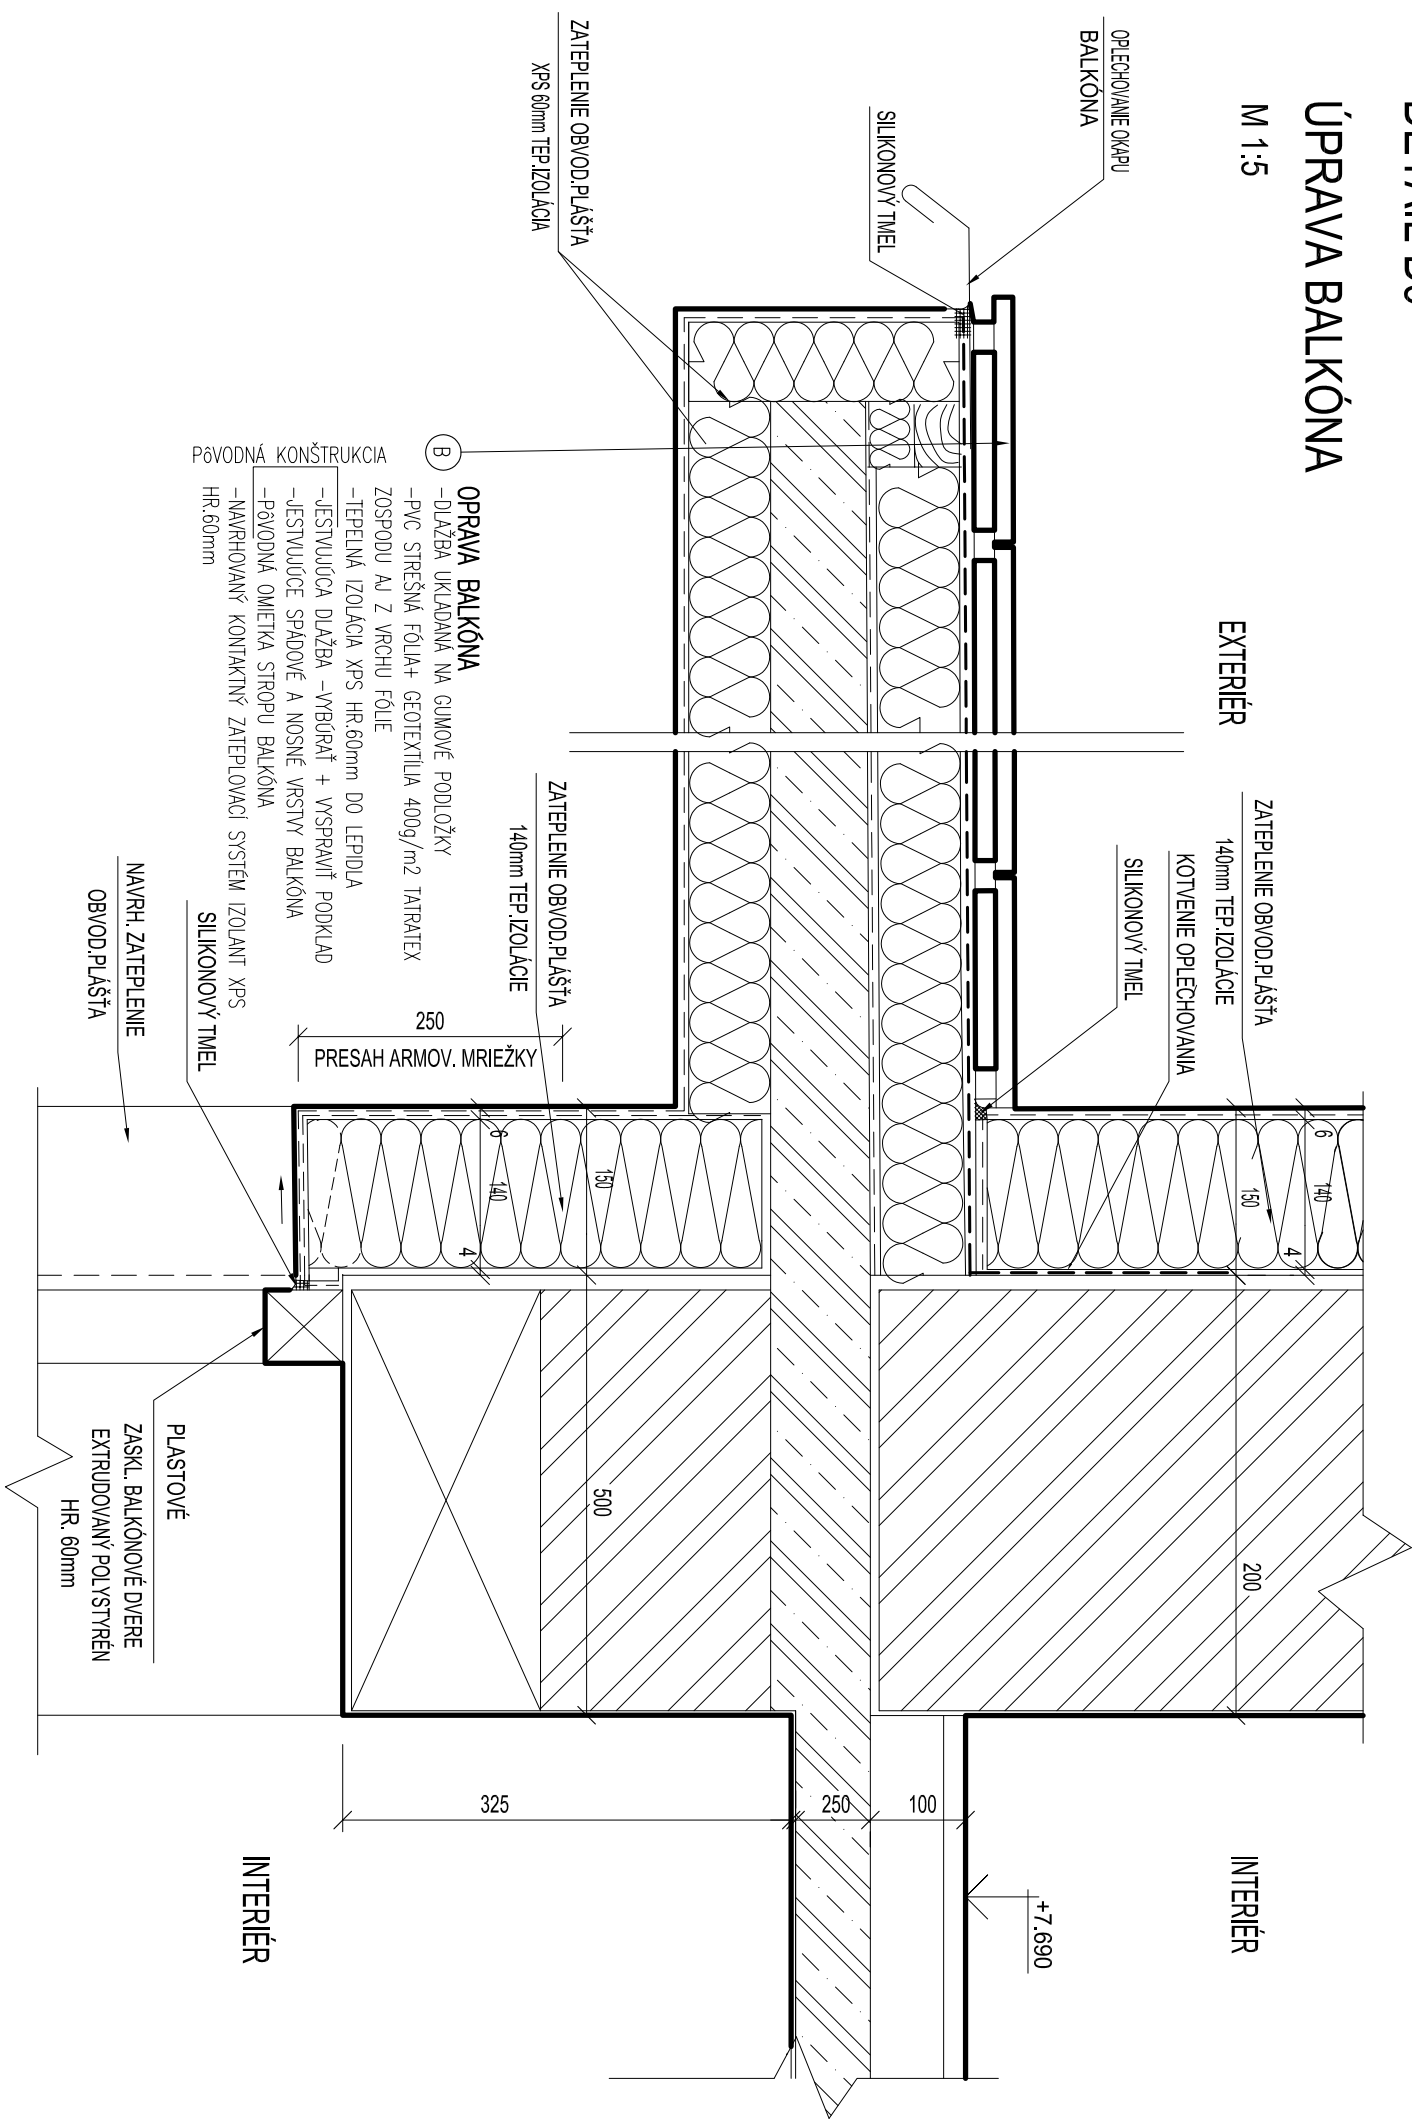 ÚPRAVA BALKÓNA
M 1:5
OPLECHOVANIE OKAPU
BALKÓNA
SILIKONOVÝ TMEL
ZATEPLENIE OBVOD.PLÁŠŤA
XPS 60mm TEP.IZOLÁCIA
EXTERIÉR
ZATEPLENIE OBVOD.PLÁŠŤA
140mm TEP.IZOLÁCIE
KOTVENIE OPLECHOVANIA
SILIKONOVÝ TMEL
B
OPRAVA BALKÓNA
-DLAŽBA UKLADANÁ NA GUMOVÉ PODLOŽKY
-PVC STREŠNÁ FÓLIA+ GEOTEXTÍLIA 400g/m2 TATRATEX
ZOSPODU AJ Z VRCHU FÓLIE
-TEPELNÁ IZOLÁCIA XPS HR.60mm DO LEPIDLA
-JESTVUJÚCA DLAŽBA -VYBÚRAŤ + VYSPRAVIŤ PODKLAD
-JESTVUJÚCE SPÁDOVÉ A NOSNÉ VRSTVY BALKÓNA
-PôVODNÁ OMIETKA STROPU BALKÓNA
-NAVRHOVANÝ KONTAKTNÝ ZATEPLOVACÍ SYSTÉM IZOLANT XPS
HR.60mm
PôVODNÁ KONŠTRUKCIA
ZATEPLENIE OBVOD.PLÁŠŤA
140mm TEP.IZOLÁCIE
250
PRESAH ARMOV. MRIEŽKY
SILIKONOVÝ TMEL
NAVRH. ZATEPLENIE
OBVOD.PLÁŠŤA
6
140
4
150
200
6
140
4
150
500
PLASTOVÉ
ZASKL. BALKÓNOVÉ DVERE
EXTRUDOVANÝ POLYSTYRÉN
HR. 60mm
325
250
100
+7.690
INTERIÉR
INTERIÉR